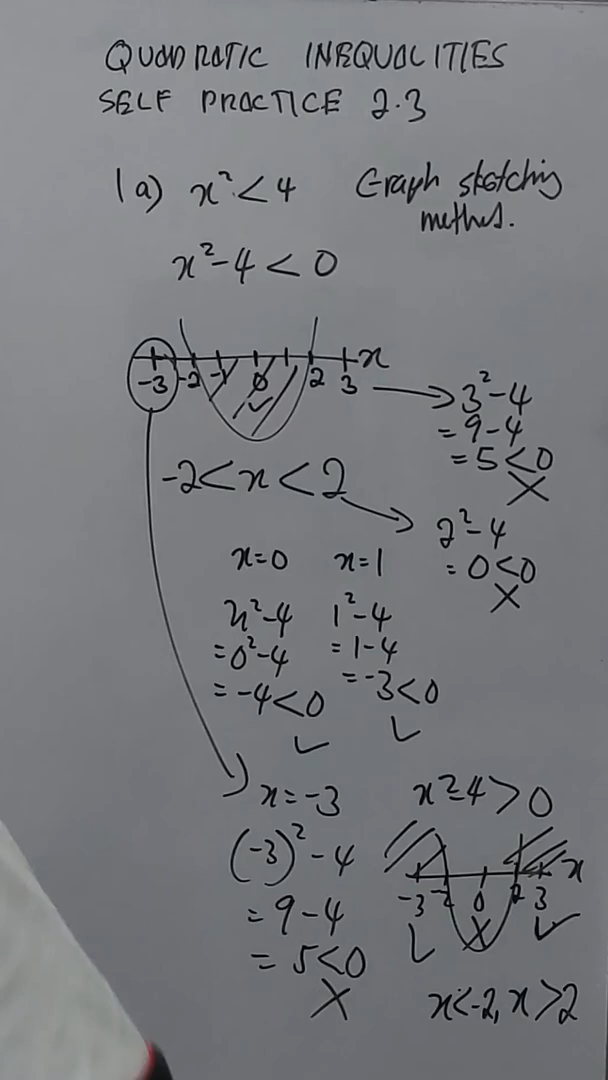 QUADRATIC INEQUALITIES
SELF PRACTICE 2.3
1a) x² < 4 Graph sketching
method.
x² - 4 < 0
-3 -2 -1 0 2 3 x
3² - 4
= 9 - 4
= 5 < 0
X
-2 < x < 2
2² - 4
= 0 < 0
X
x = 0 x = 1
x² - 4 1² - 4
= 0² - 4 = 1 - 4
= -4 < 0 = -3 < 0
✓ ✓
x = -3 x² - 4 > 0
(-3)² - 4
= 9 - 4
= 5 < 0
X
-3 -2 0 2 3 x
✓ X ✓
x < -2, x > 2